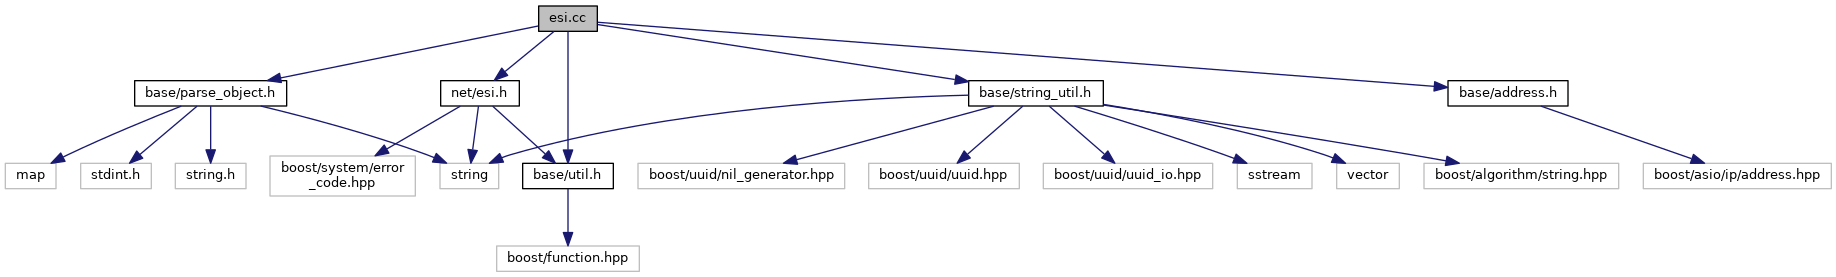 esi.cc
base/parse_object.h
net/esi.h
base/string_util.h
base/address.h
map
stdint.h
string.h
boost/system/error
_code.hpp
string
base/util.h
boost/uuid/nil_generator.hpp
boost/uuid/uuid.hpp
boost/uuid/uuid_io.hpp
sstream
vector
boost/algorithm/string.hpp
boost/asio/ip/address.hpp
boost/function.hpp